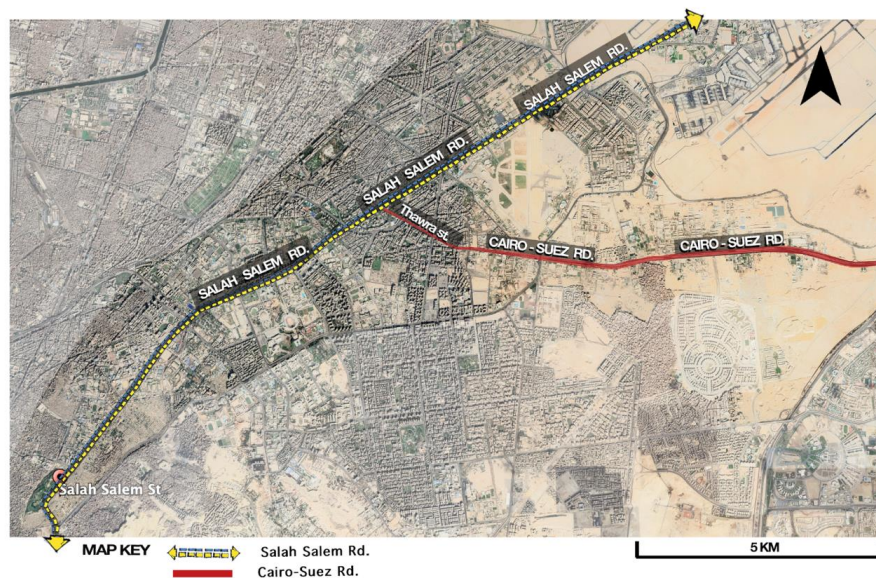 SALAH SALEM RD.
SALAH SALEM RD.
Thawra st.
CAIRO - SUEZ RD.
CAIRO - SUEZ RD.
SALAH SALEM RD.
Salah Salem St
MAP KEY
Salah Salem Rd.
Cairo-Suez Rd.
5 KM